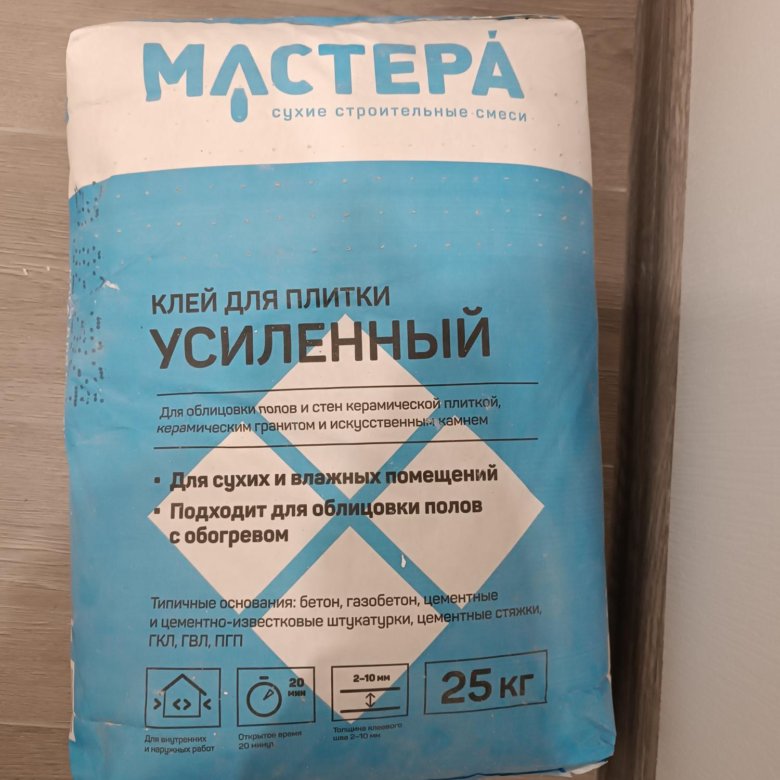 МАСТЕРА
сухие строительные смеси
КЛЕЙ ДЛЯ ПЛИТКИ
УСИЛЕННЫЙ
Для облицовки полов и стен керамической плиткой,
керамическим гранитом и искусственным камнем
• Для сухих и влажных помещений
• Подходит для облицовки полов
с обогревом
Типичные основания: бетон, газобетон, цементные
и цементно-известковые штукатурки, цементные стяжки,
ГКЛ, ГВЛ, ПГП
20
мин
2–10 мм
25 кг
Для внутренних
и наружных работ
Открытое время
20 минут
Толщина клеевого
шва 2–10 мм